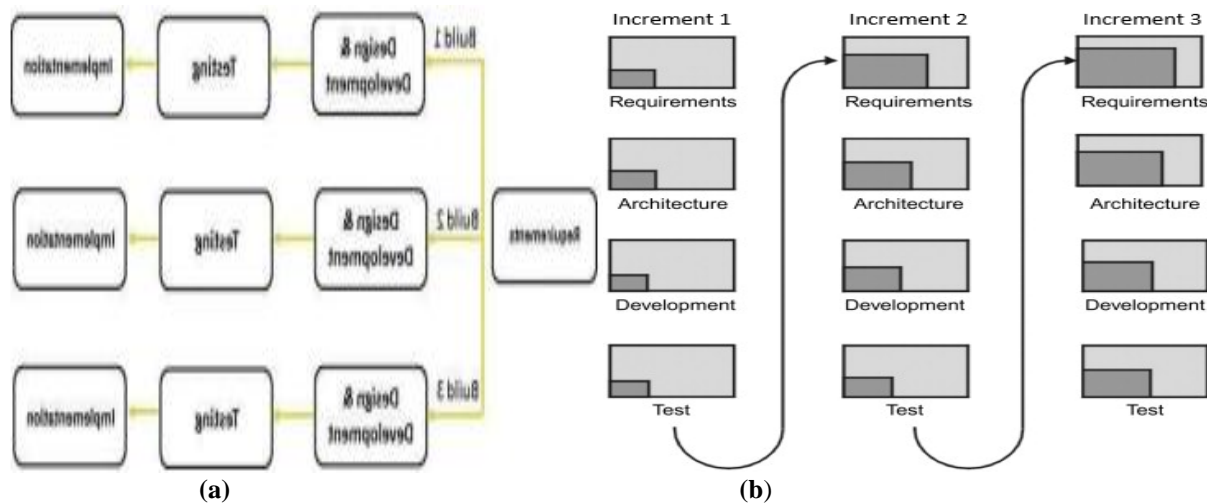 Build 1
Design &
Development
Testing
Implementation
Requirements
Build 2
Design &
Development
Testing
Implementation
Build 3
Design &
Development
Testing
Implementation
(a)
Increment 1
Increment 2
Increment 3
Requirements
Requirements
Requirements
Architecture
Architecture
Architecture
Development
Development
Development
Test
Test
Test
(b)